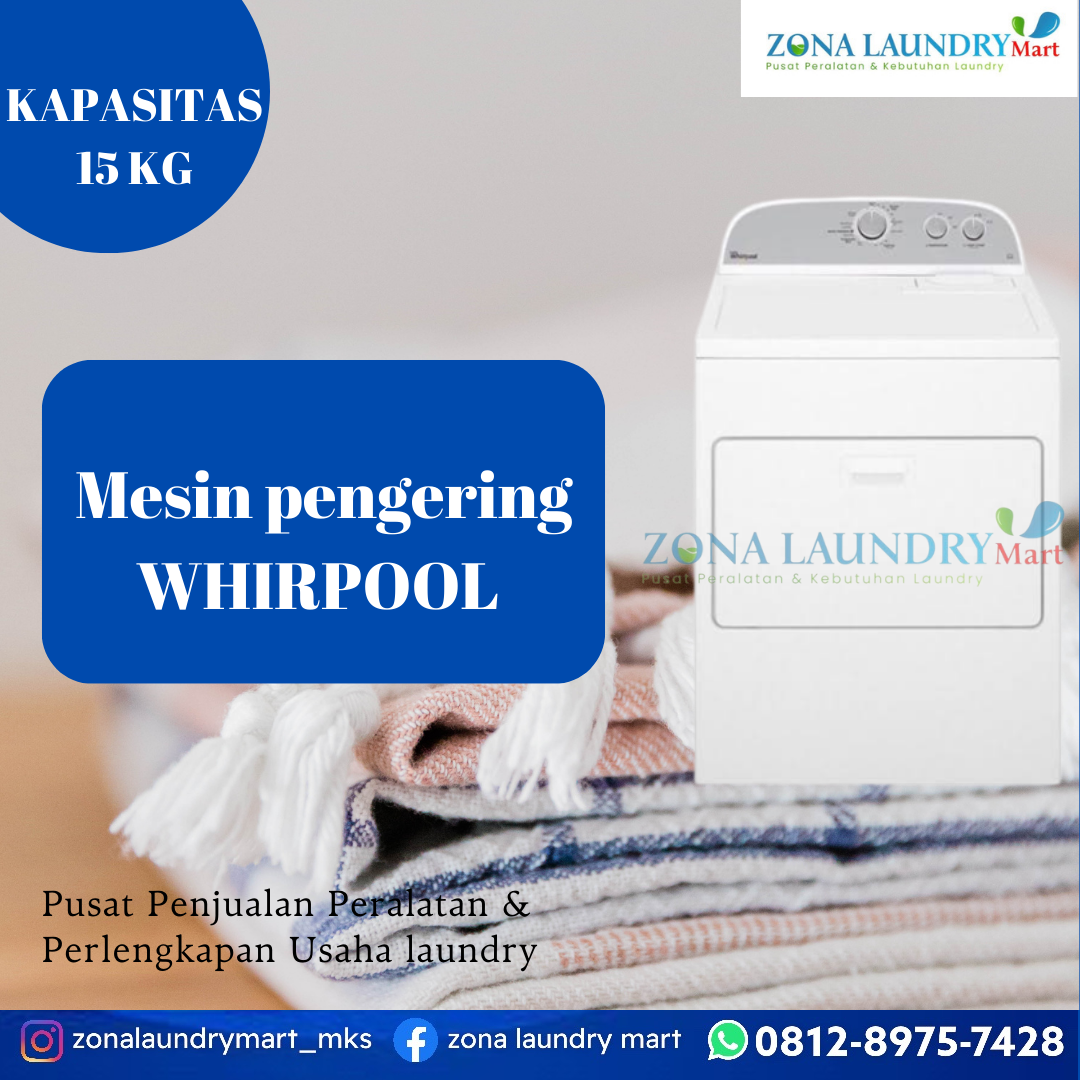 KAPASITAS
15 KG
ZONA LAUNDRY Mart
Pusat Peralatan & Kebutuhan Laundry
Whirlpool
Mesin pengering
WHIRPOOL
ZONA LAUNDRY Mart
Pusat Peralatan & Kebutuhan Laundry
Pusat Penjualan Peralatan &
Perlengkapan Usaha laundry
zonalaundrymart_mks
zona laundry mart
0812-8975-7428